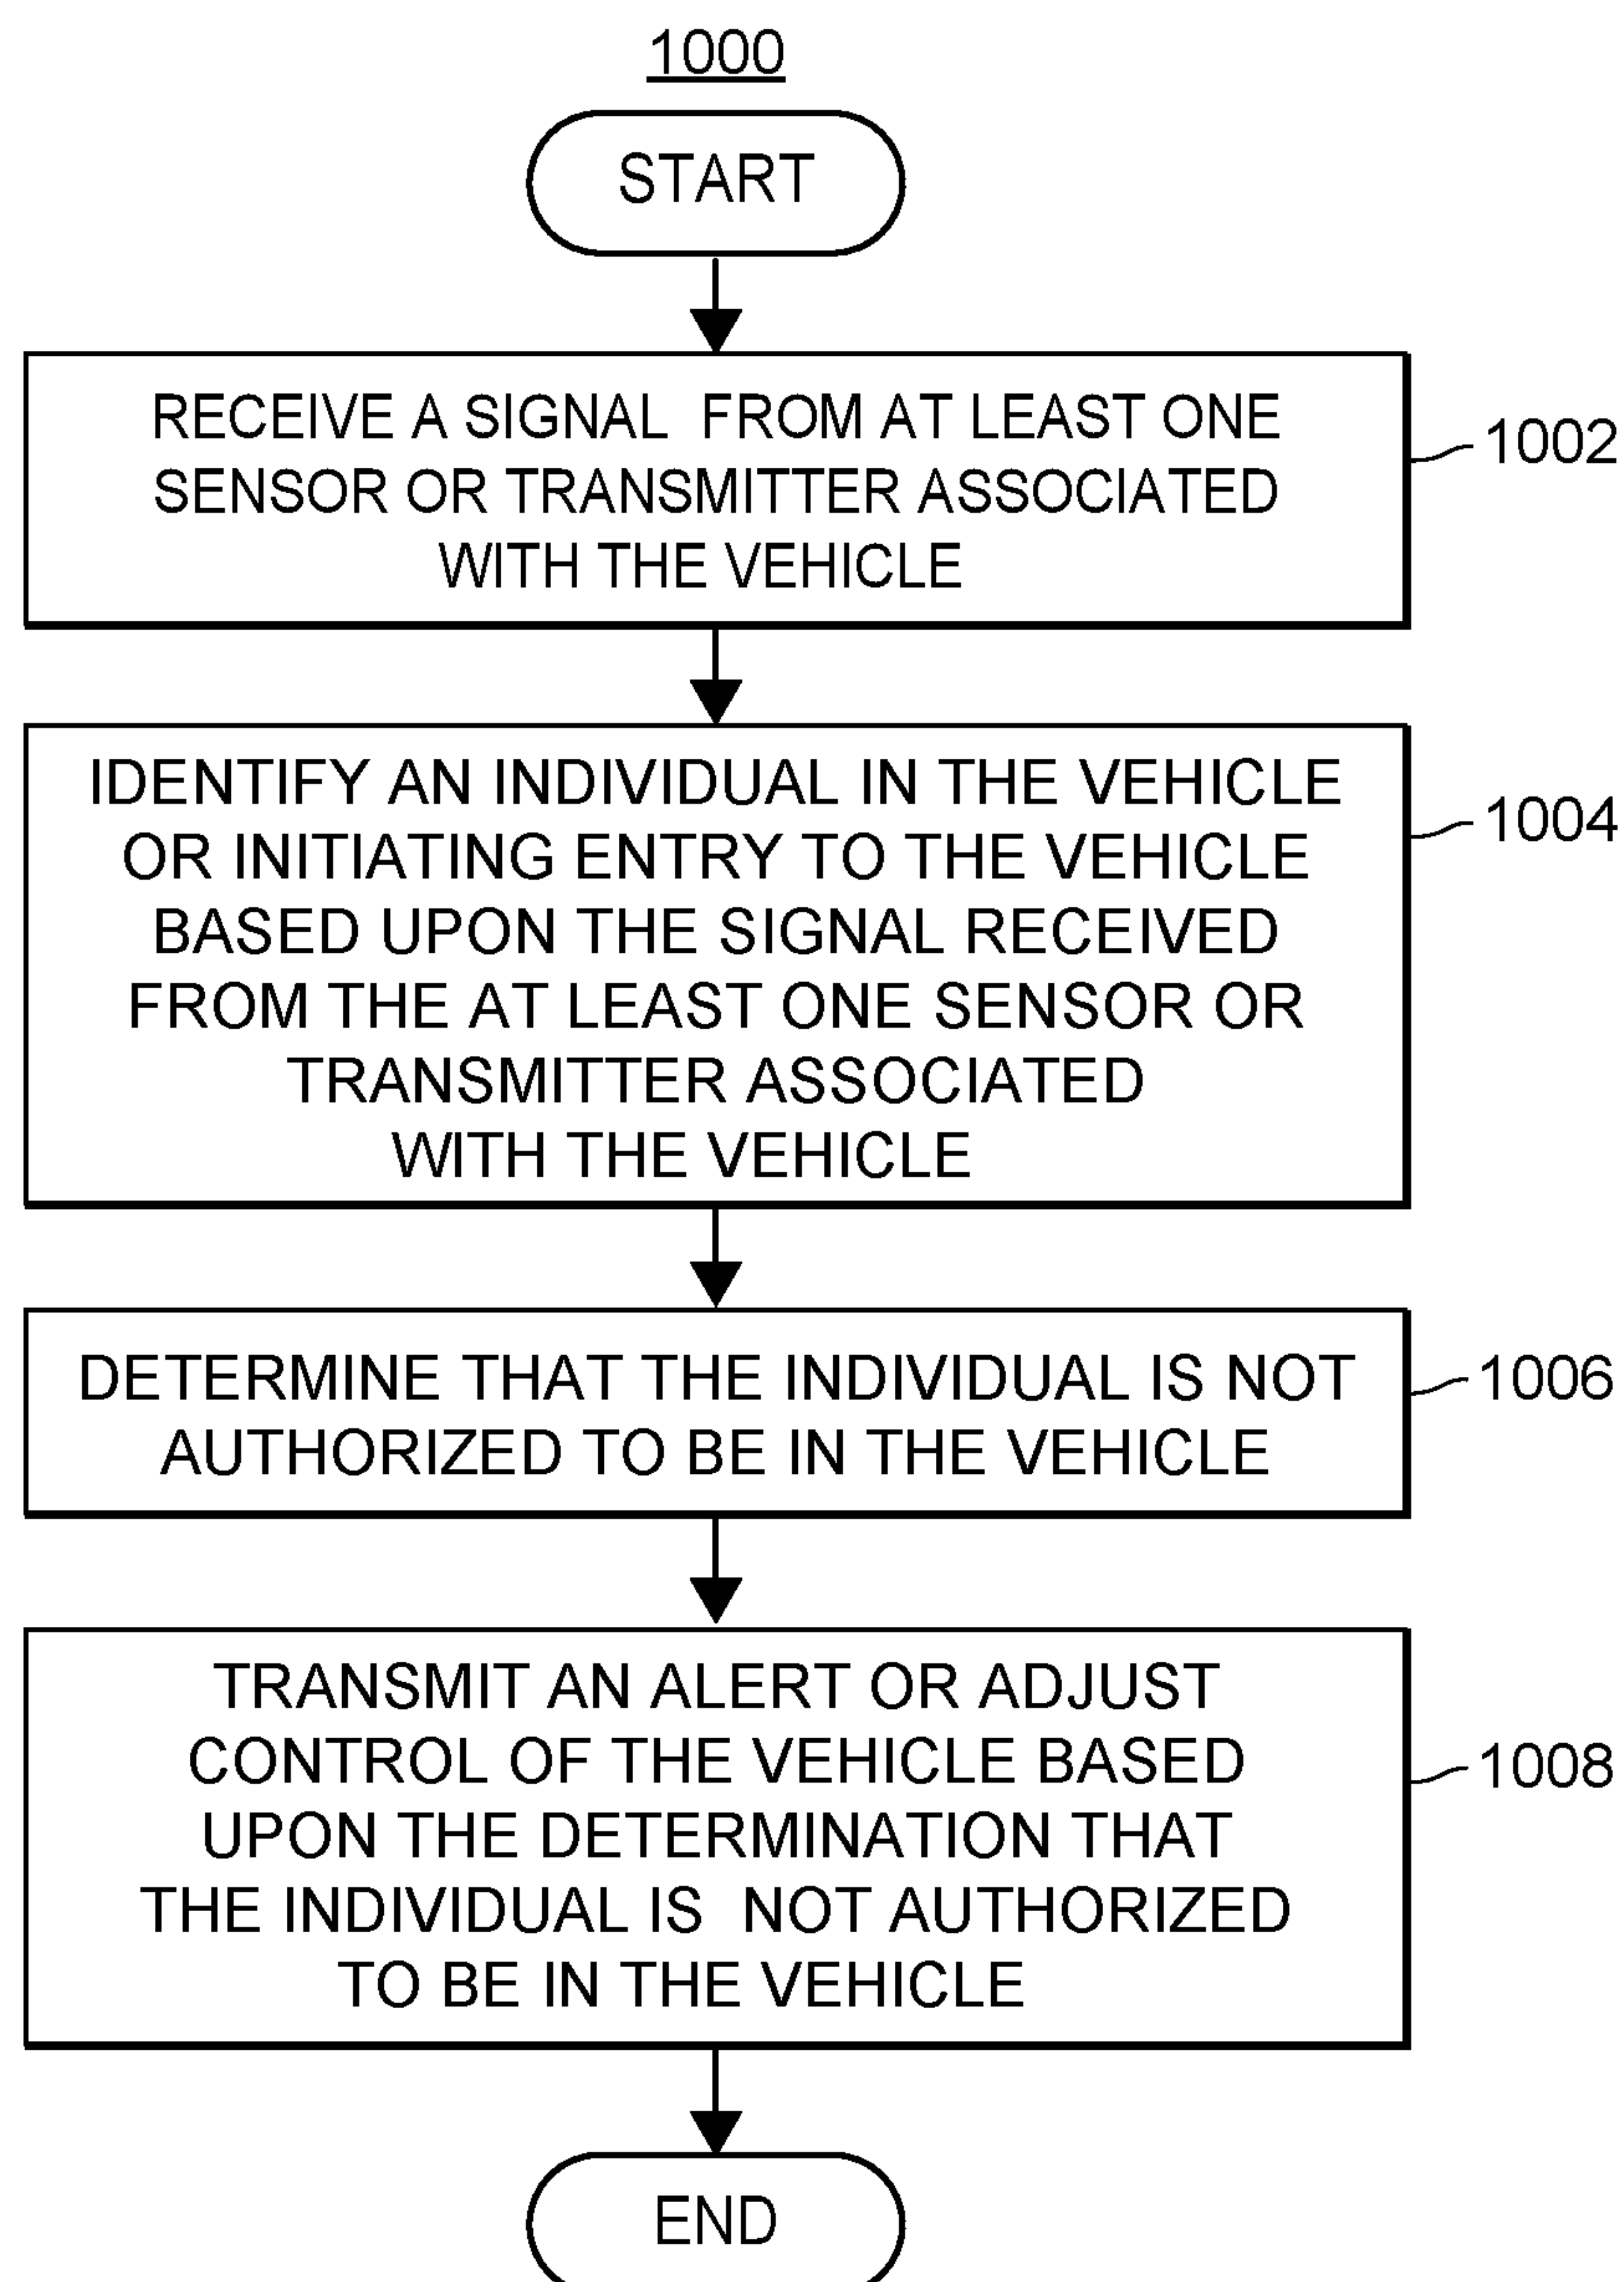 1000
START
RECEIVE A SIGNAL FROM AT LEAST ONE
SENSOR OR TRANSMITTER ASSOCIATED
WITH THE VEHICLE
1002
IDENTIFY AN INDIVIDUAL IN THE VEHICLE
OR INITIATING ENTRY TO THE VEHICLE
BASED UPON THE SIGNAL RECEIVED
FROM THE AT LEAST ONE SENSOR OR
TRANSMITTER ASSOCIATED
WITH THE VEHICLE
1004
DETERMINE THAT THE INDIVIDUAL IS NOT
AUTHORIZED TO BE IN THE VEHICLE
1006
TRANSMIT AN ALERT OR ADJUST
CONTROL OF THE VEHICLE BASED
UPON THE DETERMINATION THAT
THE INDIVIDUAL IS NOT AUTHORIZED
TO BE IN THE VEHICLE
1008
END